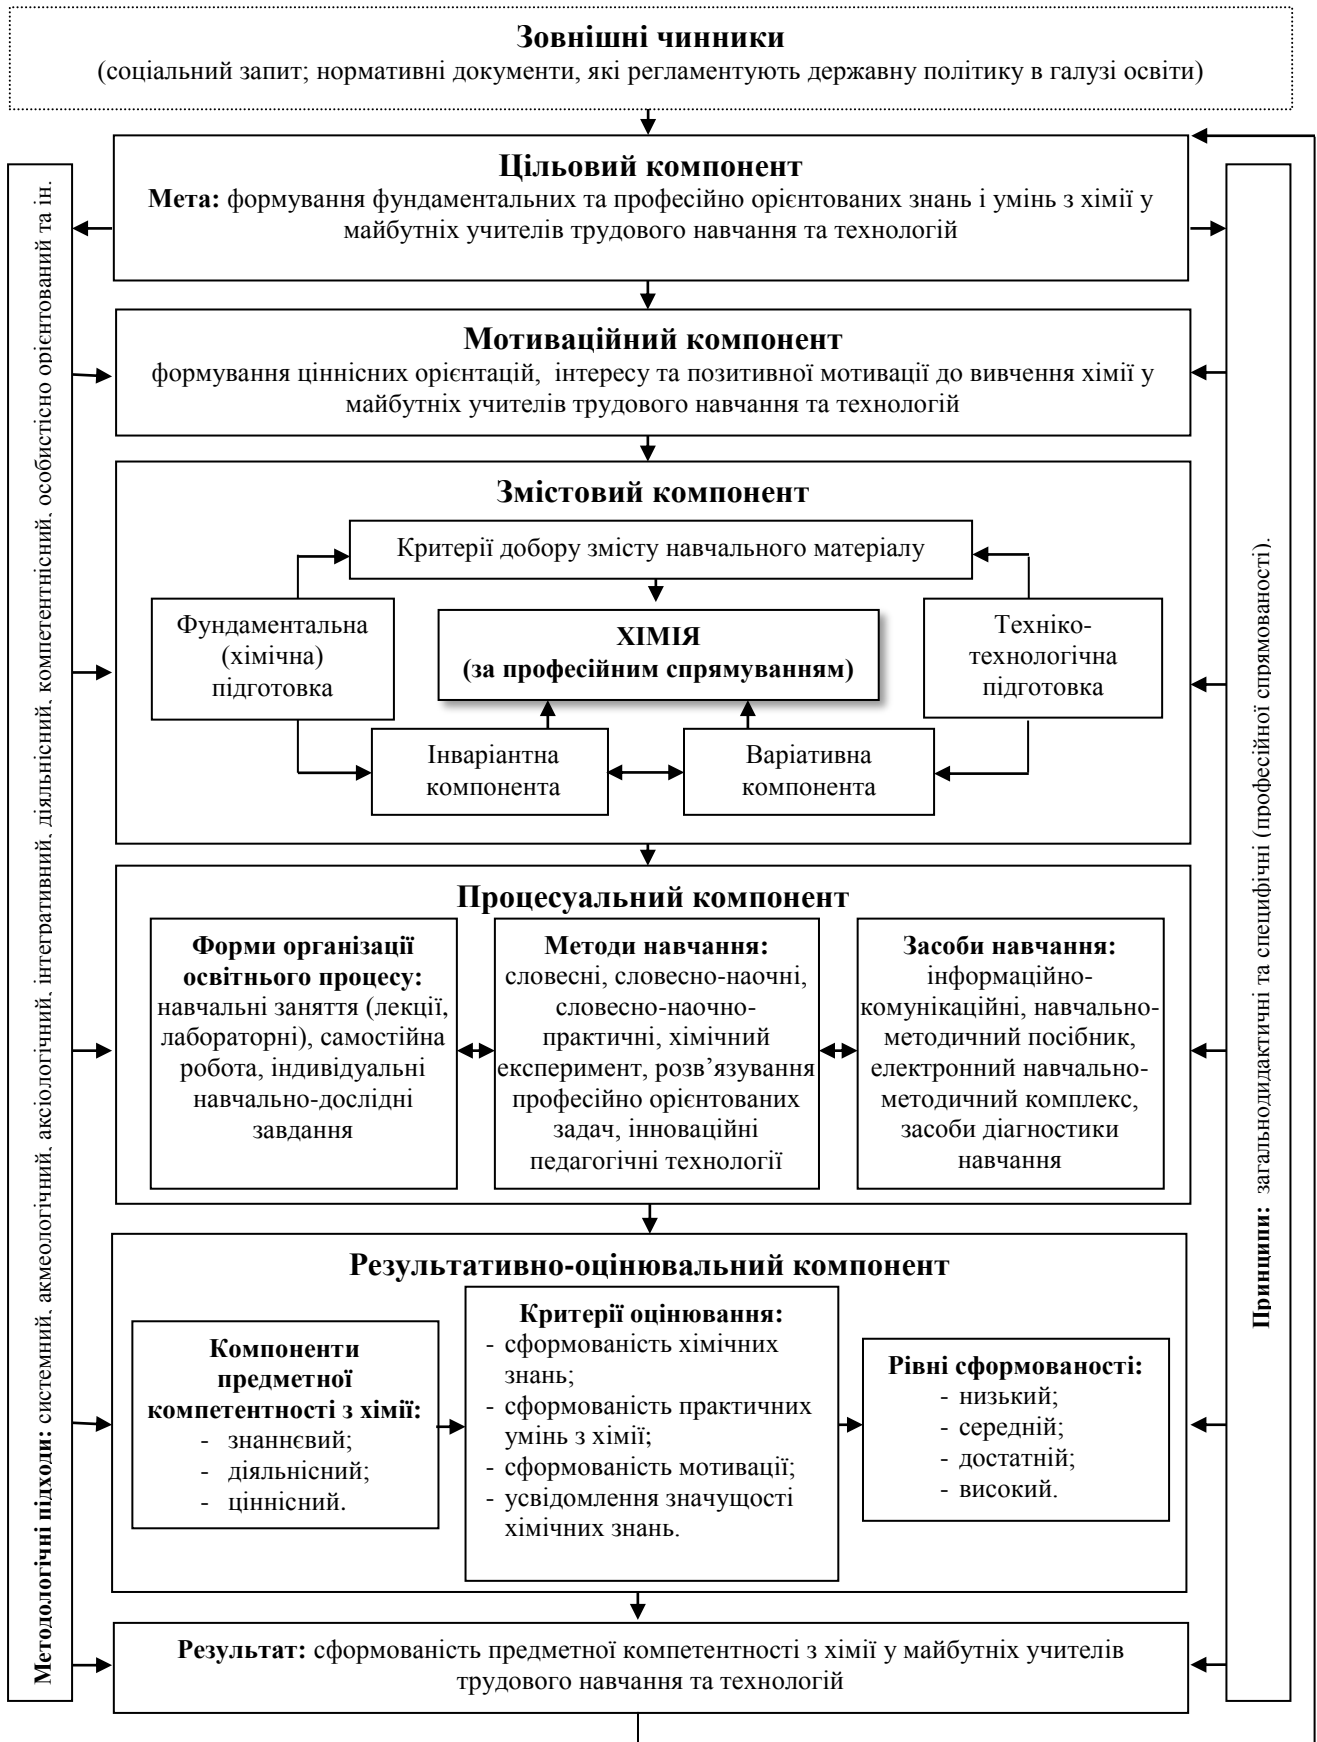 Зовнішні чинники
(соціальний запит; нормативні документи, які регламентують державну політику в галузі освіти)
Цільовий компонент
Мета: формування фундаментальних та професійно орієнтованих знань і умінь з хімії у
майбутніх учителів трудового навчання та технологій
Методологічні підходи: системний, акмеологічний, аксіологічний, інтегративний, діяльнісний, компетентнісний, особистісно орієнтований та ін.
Принципи: загальнодидактичні та специфічні (професійної спрямованості).
Мотиваційний компонент
формування ціннісних орієнтацій, інтересу та позитивної мотивації до вивчення хімії у
майбутніх учителів трудового навчання та технологій
Змістовий компонент
Критерії добору змісту навчального матеріалу
Фундаментальна
(хімічна)
підготовка
ХІМІЯ
(за професійним спрямуванням)
Техніко-
технологічна
підготовка
Інваріантна
компонента
Варіативна
компонента
Процесуальний компонент
Форми організації
освітнього процесу:
навчальні заняття (лекції,
лабораторні), самостійна
робота, індивідуальні
навчально-дослідні
завдання
Методи навчання:
словесні, словесно-наочні,
словесно-наочно-
практичні, хімічний
експеримент, розв’язування
професійно орієнтованих
задач, інноваційні
педагогічні технології
Засоби навчання:
інформаційно-
комунікаційні, навчально-
методичний посібник,
електронний навчально-
методичний комплекс,
засоби діагностики
навчання
Результативно-оцінювальний компонент
Компоненти
предметної
компетентності з хімії:
- знаннєвий;
- діяльнісний;
- ціннісний.
Критерії оцінювання:
- сформованість хімічних
знань;
- сформованість практичних
умінь з хімії;
- сформованість мотивації;
- усвідомлення значущості
хімічних знань.
Рівні сформованості:
- низький;
- середній;
- достатній;
- високий.
Результат: сформованість предметної компетентності з хімії у майбутніх учителів
трудового навчання та технологій